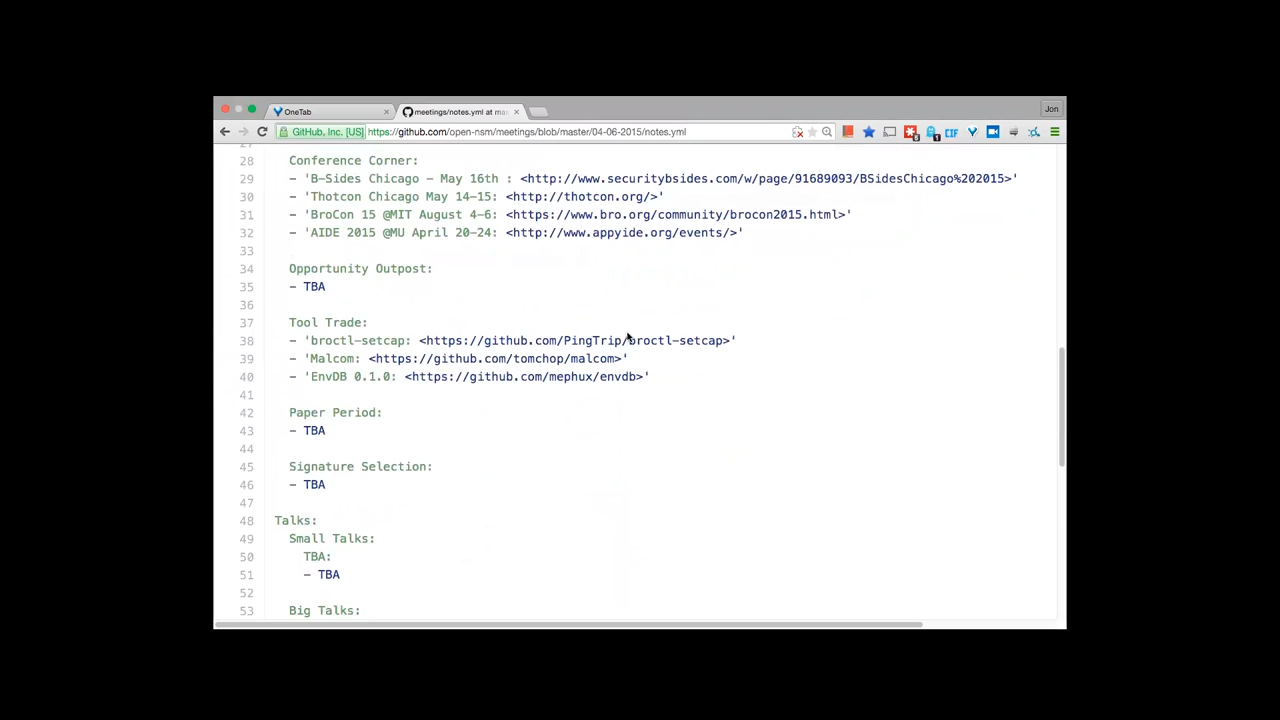 OneTab
meetings/notes.yml at ma
Jon
GitHub, Inc. [US] https://github.com/open-nsm/meetings/blob/master/04-06-2015/notes.yml
CIF
27
28 Conference Corner:
29 - 'B-Sides Chicago - May 16th : <http://www.securitybsides.com/w/page/91689093/BSidesChicago%202015>'
30 - 'Thotcon Chicago May 14-15: <http://thotcon.org/>'
31 - 'BroCon 15 @MIT August 4-6: <https://www.bro.org/community/brocon2015.html>'
32 - 'AIDE 2015 @MU April 20-24: <http://www.appyide.org/events/>'
33
34 Opportunity Outpost:
35 - TBA
36
37 Tool Trade:
38 - 'broctl-setcap: <https://github.com/PingTrip/broctl-setcap>'
39 - 'Malcom: <https://github.com/tomchop/malcom>'
40 - 'EnvDB 0.1.0: <https://github.com/mephux/envdb>'
41
42 Paper Period:
43 - TBA
44
45 Signature Selection:
46 - TBA
47
48 Talks:
49 Small Talks:
50 TBA:
51 - TBA
52
53 Big Talks: